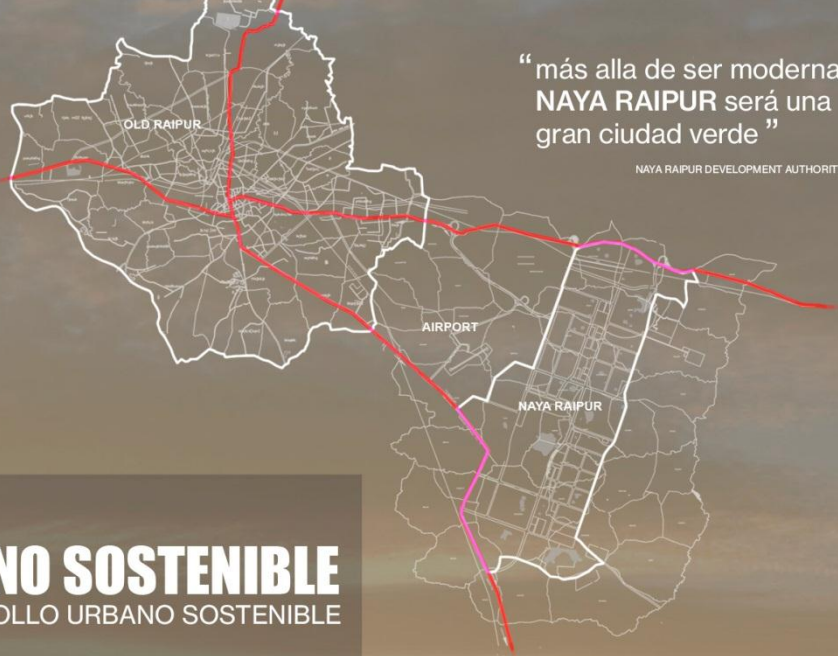 “ más alla de ser moderna
NAYA RAIPUR será una
gran ciudad verde ”
NAYA RAIPUR DEVELOPMENT AUTHORIT
OLD RAIPUR
AIRPORT
NAYA RAIPUR
NO SOSTENIBLE
OLLO URBANO SOSTENIBLE